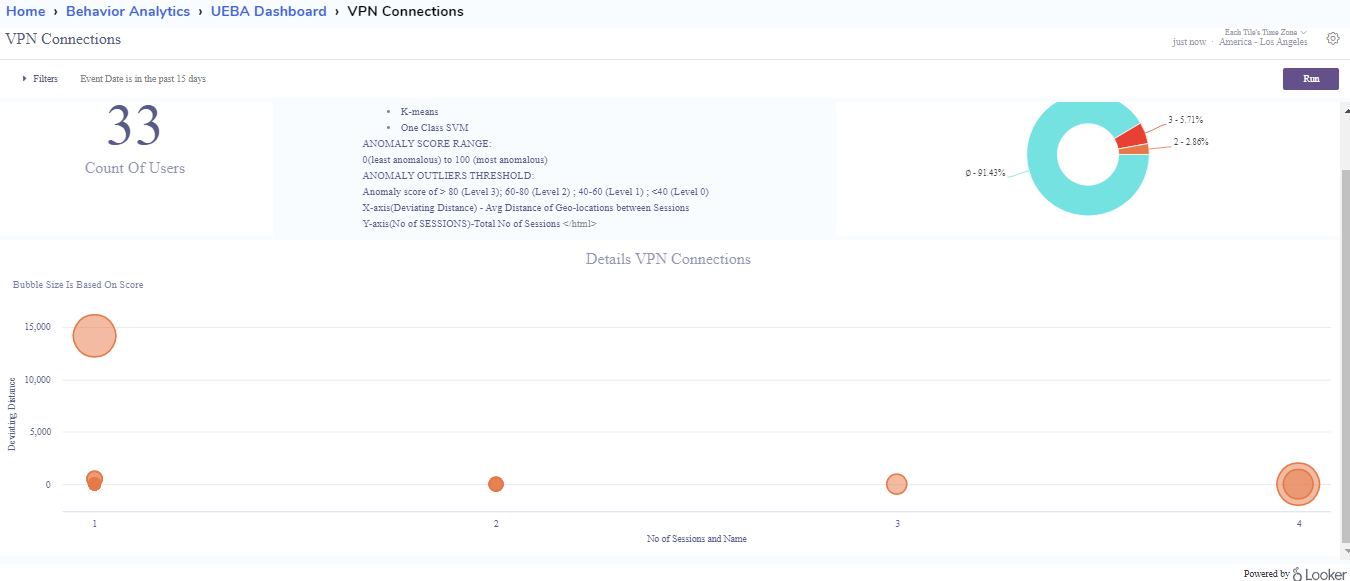 Home › Behavior Analytics › UEBA Dashboard › VPN Connections
VPN Connections
Each Tile's Time Zone
just now · America - Los Angeles
Filters Event Date is in the past 15 days
Run
33
Count Of Users
• K-means
• One Class SVM
ANOMALY SCORE RANGE:
0(least anomalous) to 100 (most anomalous)
ANOMALY OUTLIERS THRESHOLD:
Anomaly score of > 80 (Level 3); 60-80 (Level 2) ; 40-60 (Level 1) ; <40 (Level 0)
X-axis(Deviating Distance) - Avg Distance of Geo-locations between Sessions
Y-axis(No of SESSIONS)-Total No of Sessions </html>
3 - 5.71%
2 - 2.86%
∅ - 91.43%
Details VPN Connections
Bubble Size Is Based On Score
Deviating Distance
15,000
10,000
5,000
0
1 2 3 4
No of Sessions and Name
Powered by Looker